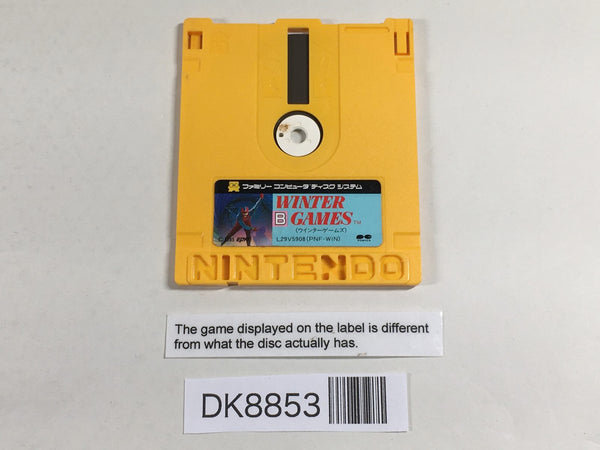 ファミリー コンピュータ ディスク システム
WINTER
B GAMES TM
(ウインターゲームズ)
L29V5908(PNF-WIN)
NINTENDO
The game displayed on the label is different
from what the disc actually has.
DK8853